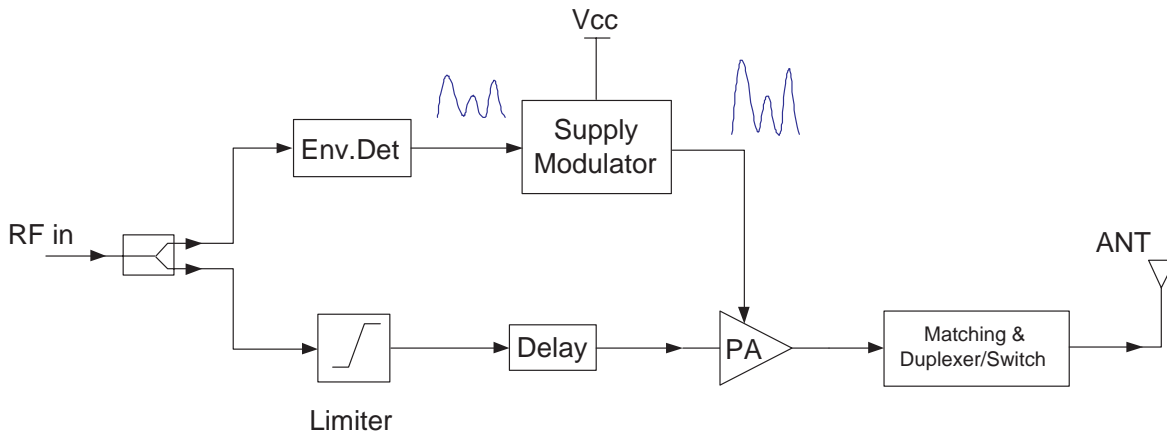 Vcc
Env.Det
Supply
Modulator
RF in
ANT
Delay
PA
Matching &
Duplexer/Switch
Limiter